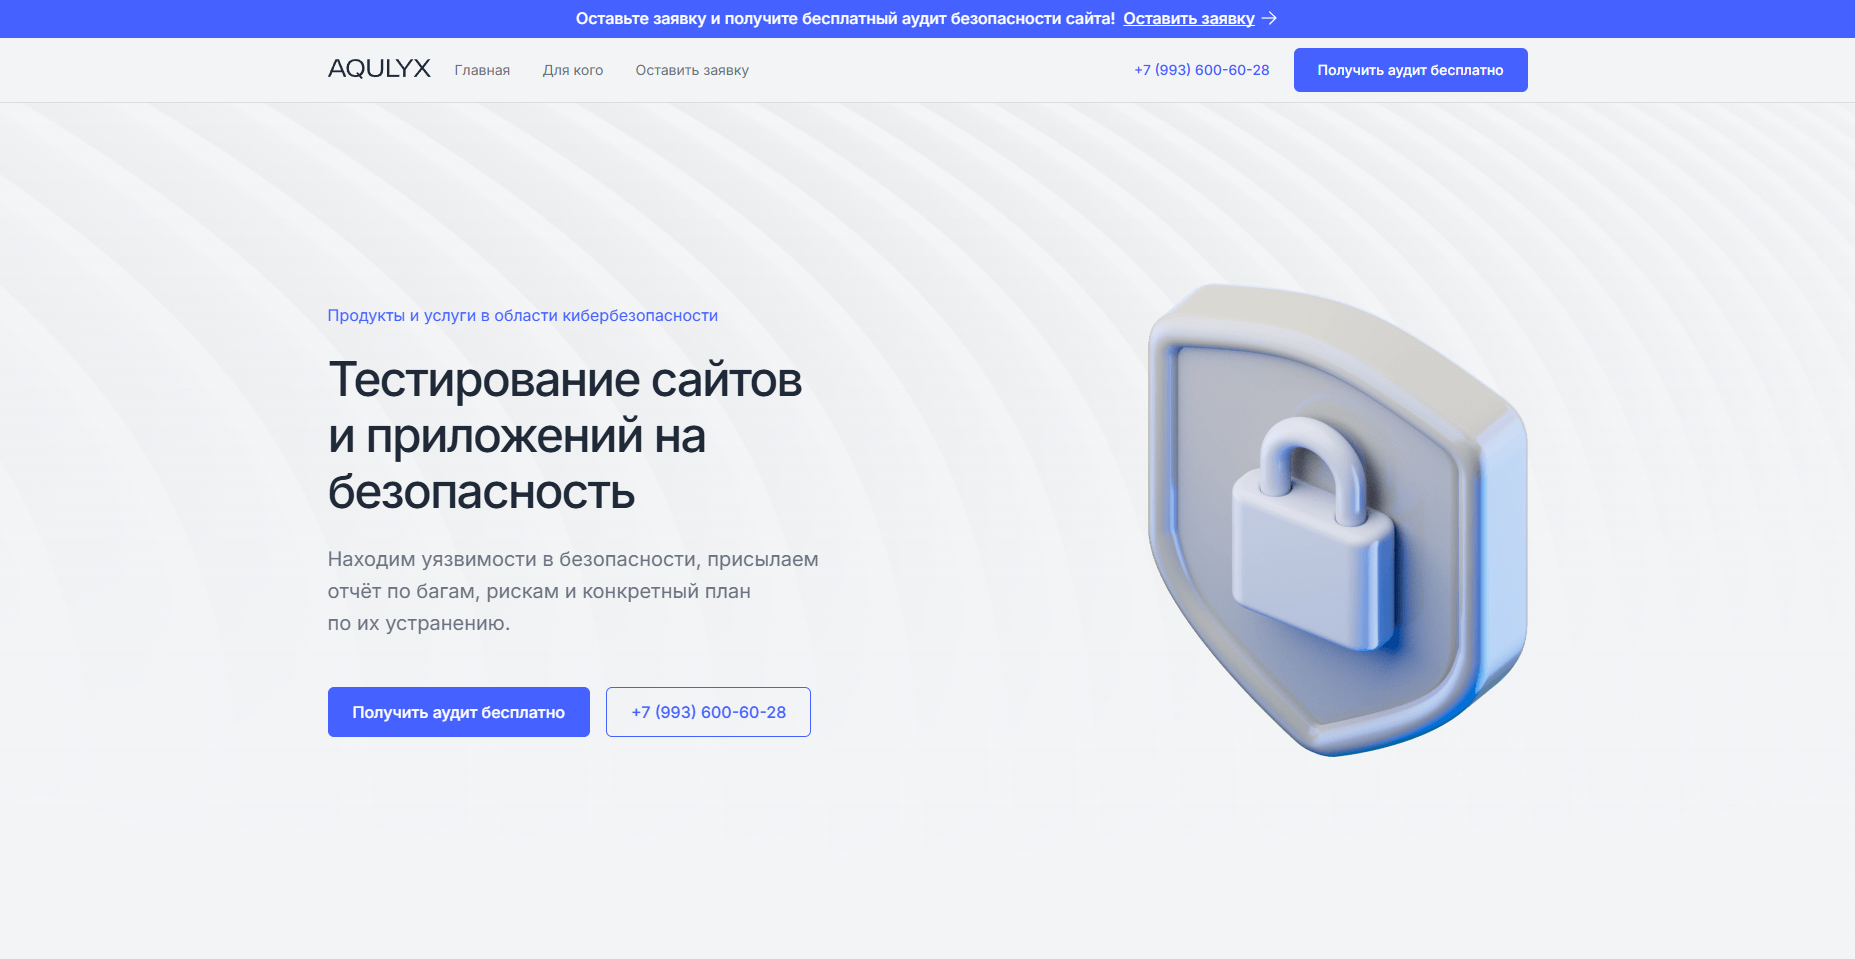 Оставьте заявку и получите бесплатный аудит безопасности сайта! Оставить заявку →
AQULYX Главная Для кого Оставить заявку +7 (993) 600-60-28 Получить аудит бесплатно
Продукты и услуги в области кибербезопасности
Тестирование сайтов
и приложений на
безопасность
Находим уязвимости в безопасности, присылаем
отчёт по багам, рискам и конкретный план
по их устранению.
Получить аудит бесплатно +7 (993) 600-60-28